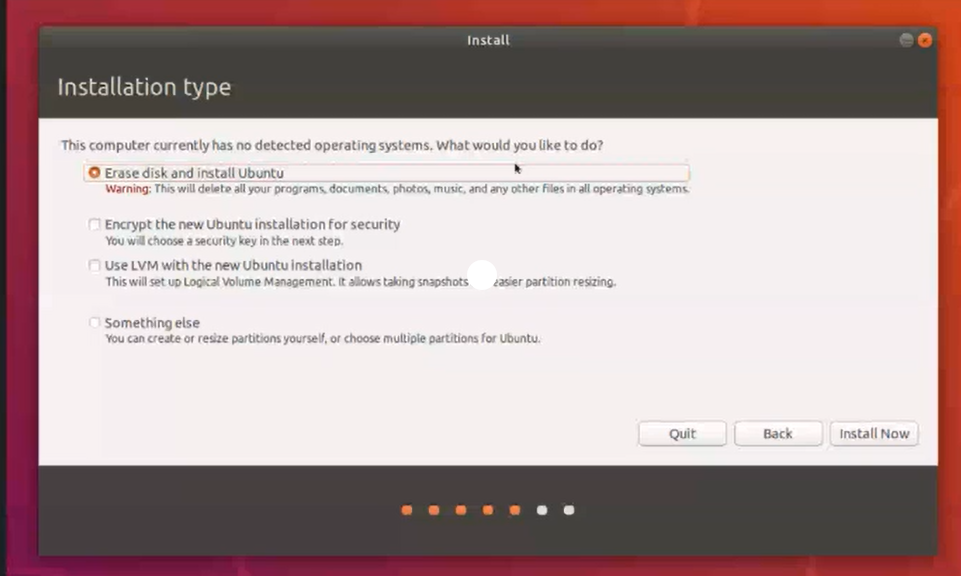 Install
Installation type
This computer currently has no detected operating systems. What would you like to do?
Erase disk and install Ubuntu
Warning: This will delete all your programs, documents, photos, music, and any other files in all operating systems.
Encrypt the new Ubuntu installation for security
You will choose a security key in the next step.
Use LVM with the new Ubuntu installation
This will set up Logical Volume Management. It allows taking snapshots easier partition resizing.
Something else
You can create or resize partitions yourself, or choose multiple partitions for Ubuntu.
Quit Back Install Now